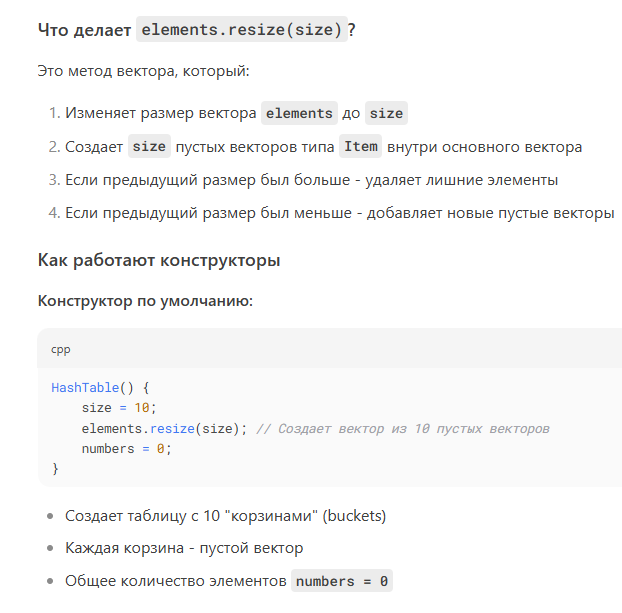 Что делает elements.resize(size)?
Это метод вектора, который:
1. Изменяет размер вектора elements до size
2. Создает size пустых векторов типа Item внутри основного вектора
3. Если предыдущий размер был больше - удаляет лишние элементы
4. Если предыдущий размер был меньше - добавляет новые пустые векторы
Как работают конструкторы
Конструктор по умолчанию:
cpp
HashTable() {
    size = 10;
    elements.resize(size); // Создает вектор из 10 пустых векторов
    numbers = 0;
}
• Создает таблицу с 10 "корзинами" (buckets)
• Каждая корзина - пустой вектор
• Общее количество элементов numbers = 0